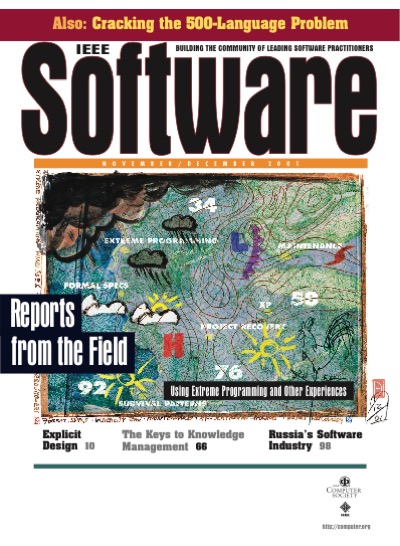 Also: Cracking the 500-Language Problem
IEEE
BUILDING THE COMMUNITY OF LEADING SOFTWARE PRACTITIONERS
Software
NOVEMBER/DECEMBER 2001
34
EXTREME PROGRAMMING
MAINTENANCE
FORMAL SPECS
58
XP
PROJECT RECOVERY
Reports
from the Field
H
76
92
Using Extreme Programming and Other Experiences
SURVIVAL PATTERNS
Explicit
Design 10
The Keys to Knowledge
Management 66
Russia's Software
Industry 98
COMPUTER
SOCIETY
IEEE
http://computer.org